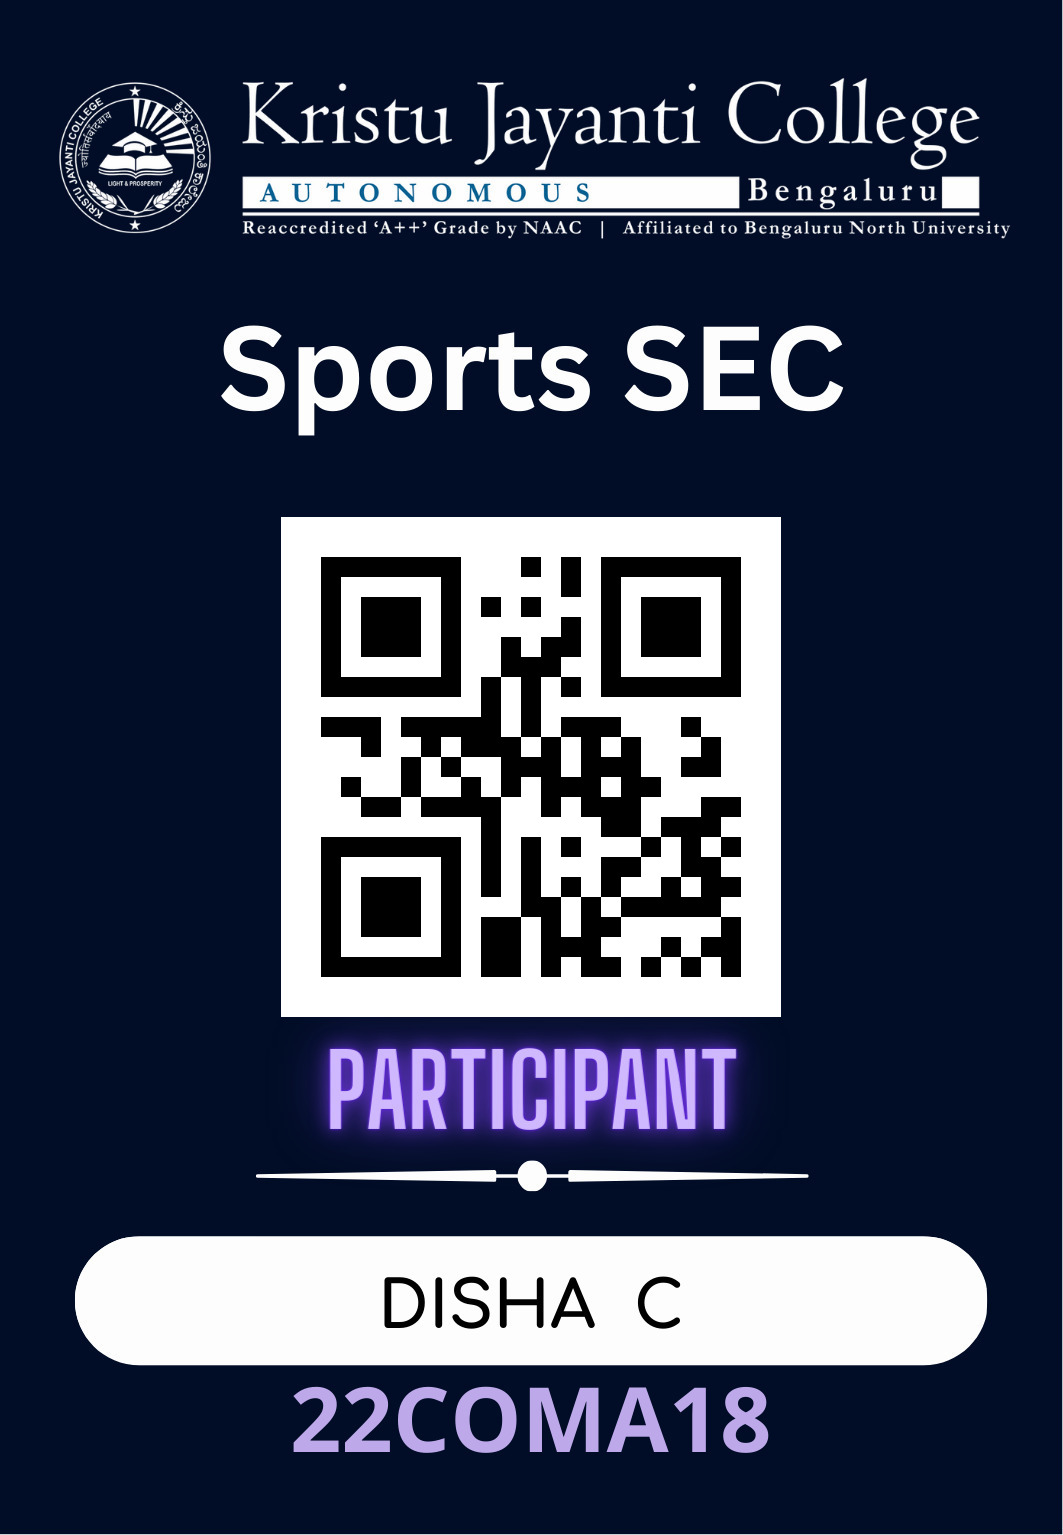 Kristu Jayanti College
AUTONOMOUS Bengaluru
Reaccredited ‘A++’ Grade by NAAC | Affiliated to Bengaluru North University
KRISTU JAYANTI COLLEGE
ಕ್ರಿಸ್ತು ಜಯಂತಿ ಕಾಲೇಜು
LIGHT & PROSPERITY
Sports SEC
PARTICIPANT
DISHA C
22COMA18